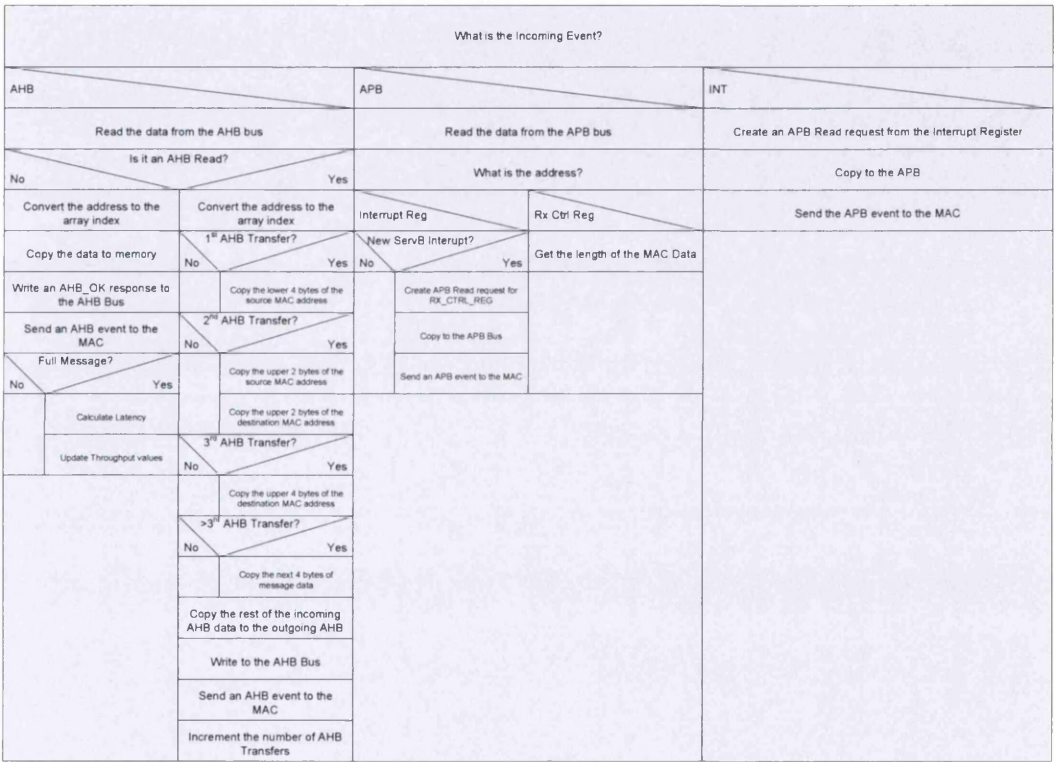 What is the Incoming Event?
AHB
APB
INT
Read the data from the AHB bus
Read the data from the APB bus
Create an APB Read request from the Interrupt Register
Is it an AHB Read?
No
Yes
What is the address?
Copy to the APB
Convert the address to the
array index
Convert the address to the
array index
Interrupt Reg
Rx Ctrl Reg
Send the APB event to the MAC
Copy the data to memory
1st AHB Transfer?
No
Yes
New ServB Interupt?
No
Yes
Get the length of the MAC Data
Write an AHB_OK response to
the AHB Bus
Copy the lower 4 bytes of the
source MAC address
Create APB Read request for
RX_CTRL_REG
Send an AHB event to the
MAC
2nd AHB Transfer?
No
Yes
Copy to the APB Bus
Full Message?
No
Yes
Copy the upper 2 bytes of the
source MAC address
Send an APB event to the MAC
Calculate Latency
Copy the upper 2 bytes of the
destination MAC address
Update Throughput values
3rd AHB Transfer?
No
Yes
Copy the upper 4 bytes of the
destination MAC address
>3rd AHB Transfer?
No
Yes
Copy the next 4 bytes of
message data
Copy the rest of the incoming
AHB data to the outgoing AHB
Write to the AHB Bus
Send an AHB event to the
MAC
Increment the number of AHB
Transfers